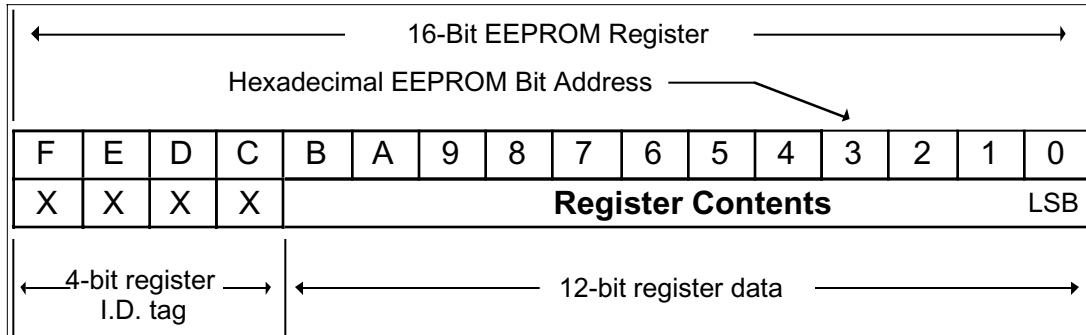 16-Bit EEPROM Register
Hexadecimal EEPROM Bit Address
F E D C B A 9 8 7 6 5 4 3 2 1 0
X X X X Register Contents LSB
4-bit register 12-bit register data
I.D. tag